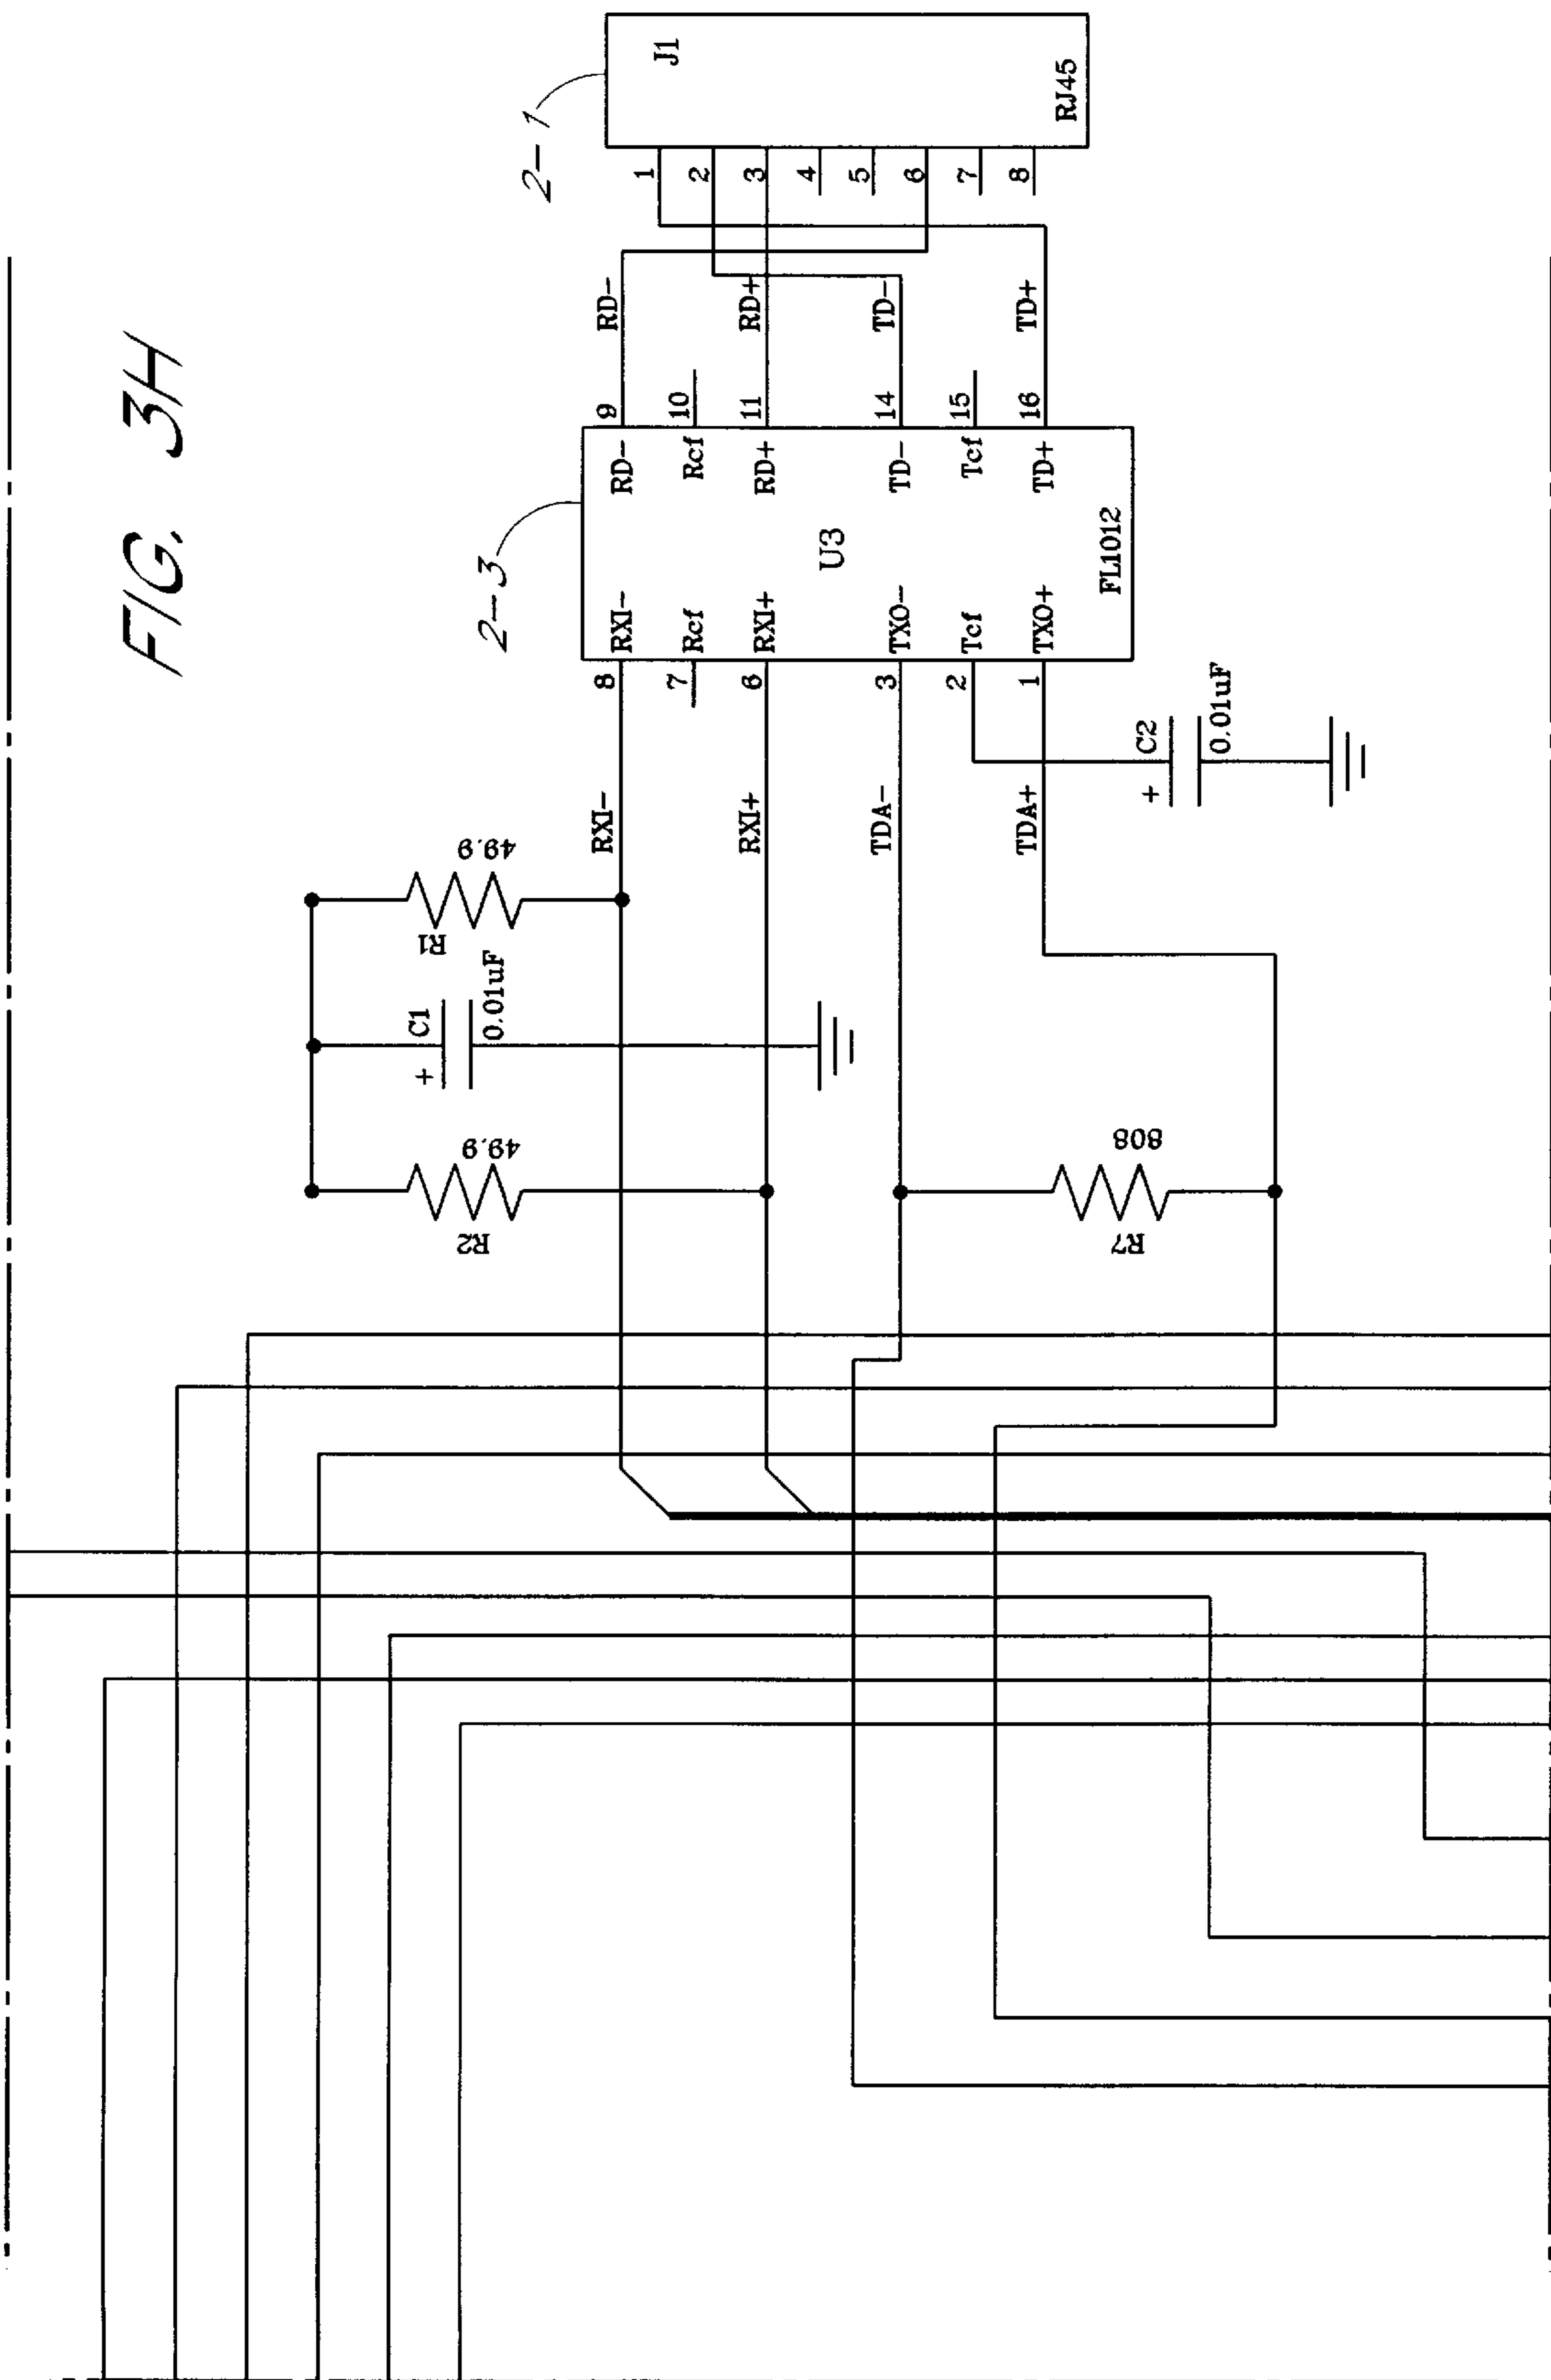 FIG. 3H
2-1
J1
RJ45
1
2
3
4
5
6
7
8
RD-
RD+
TD-
TD+
9
10
11
14
15
16
2-3
RD-
Rcf
RD+
TD-
Tcf
TD+
U3
FL1012
RXI-
Rcf
RXI+
TXO-
Tcf
TXO+
8
7
6
3
2
1
RXI-
RXI+
TDA-
TDA+
C2
+
0.01uF
R1
49.9
C1
+
0.01uF
R2
49.9
R7
808